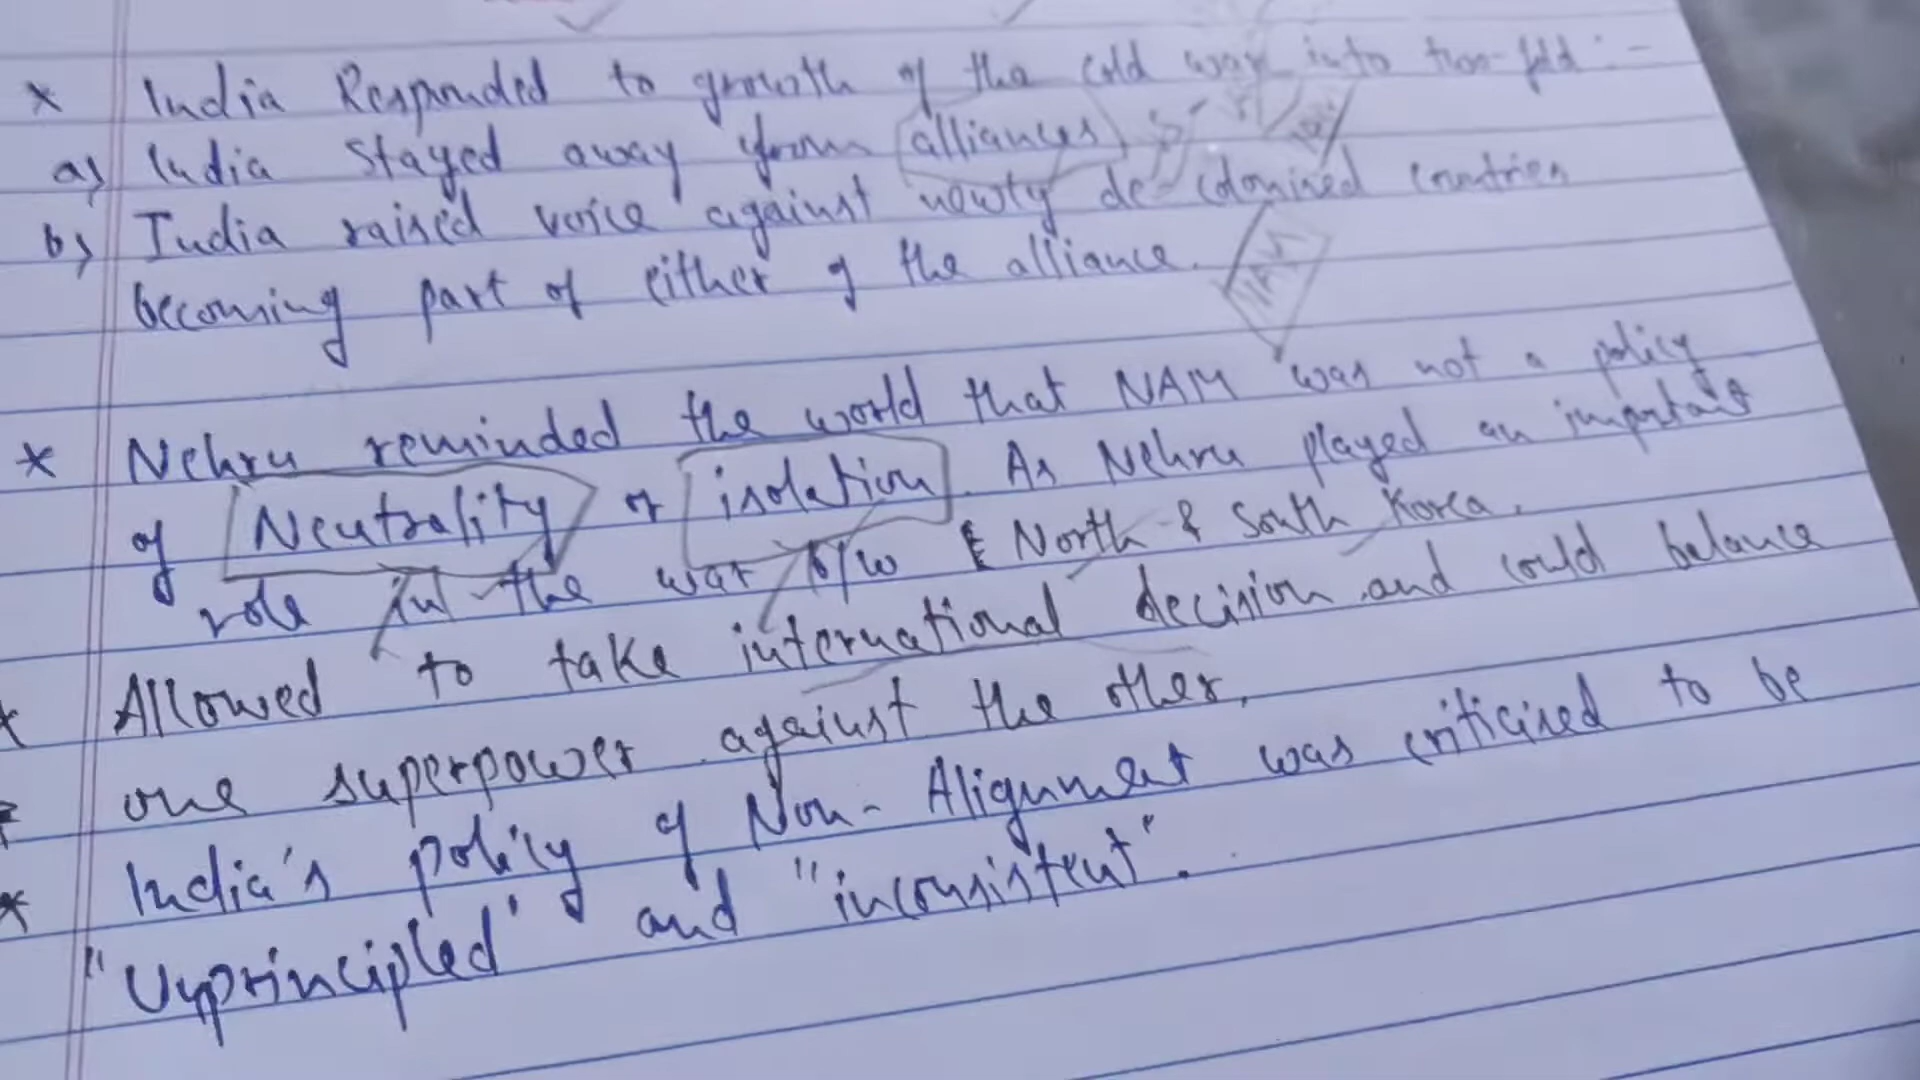 * India Responded to growth of the cold war into two-fold :-
a) India stayed away from alliances
b) India raised voice against newly de-colonised countries
becoming part of either of the alliance.
* Nehru reminded the world that NAM was not a policy
of Neutrality or isolation. As Nehru played an important
role in the war b/w North & South Korea.
* Allowed to take international decision and could balance
one superpower against the other.
* India's policy of Non-Alignment was criticised to be
"Unprincipled" and "inconsistent".